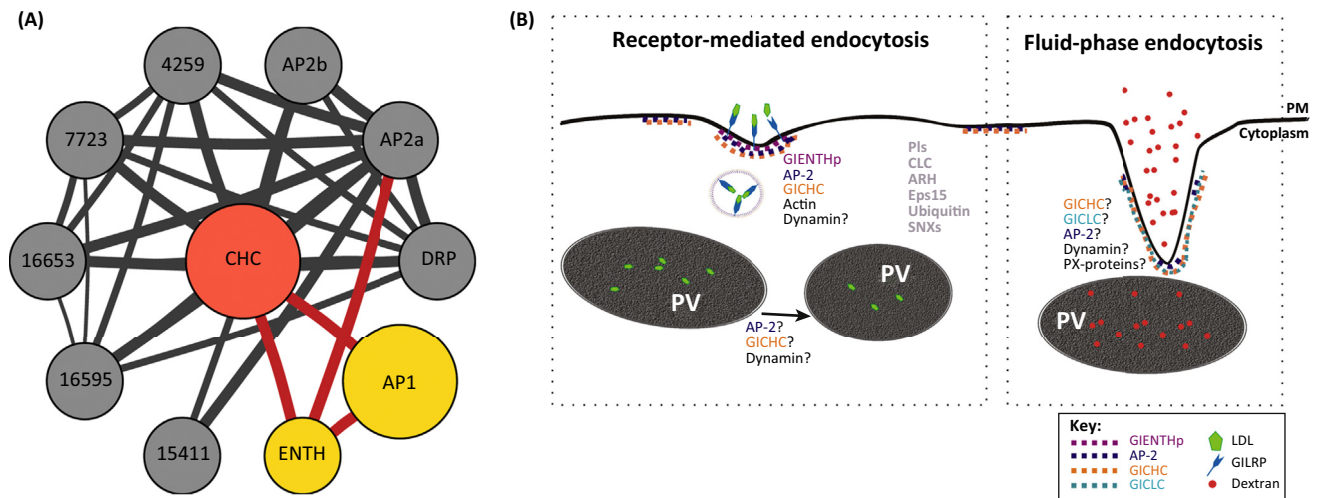 (A)
4259
AP2b
7723
AP2a
16653
CHC
DRP
16595
AP1
15411
ENTH
(B)
Receptor-mediated endocytosis
Fluid-phase endocytosis
PM
Cytoplasm
GIENTHp
AP-2
GICHC
Actin
Dynamin?
Pls
CLC
ARH
Eps15
Ubiquitin
SNXs
GICHC?
GICLC?
AP-2?
Dynamin?
PX-proteins?
PV
PV
PV
AP-2?
GICHC?
Dynamin?
Key:
GIENTHp
AP-2
GICHC
GICLC
LDL
GILRP
Dextran